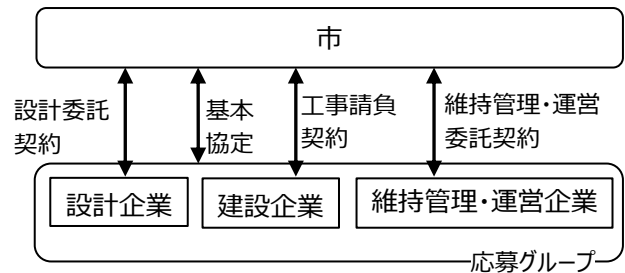 市
設計委託
契約
基本
協定
工事請負
契約
維持管理・運営
委託契約
設計企業
建設企業
維持管理・運営企業
応募グループ